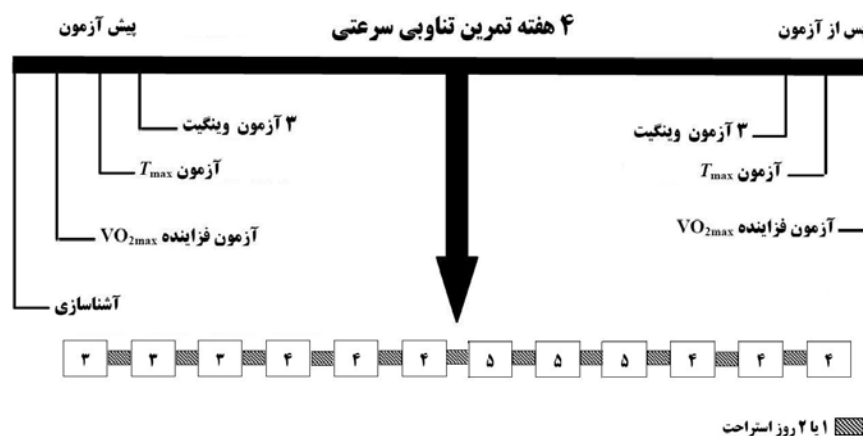 ۴ هفته تمرین تناوبی سرعتی
پیش آزمون
پس از آزمون
۳ آزمون وینگیت
آزمون Tmax
آزمون فزاینده VO2max
آشناسازی
۳ آزمون وینگیت
آزمون Tmax
آزمون فزاینده VO2max
۳ ۳ ۳ ۴ ۴ ۴ ۵ ۵ ۵ ۴ ۴ ۴
۱ یا ۲ روز استراحت